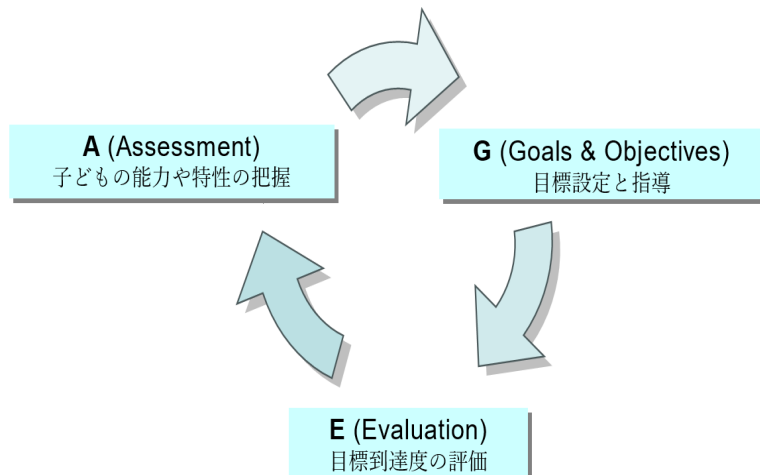 A (Assessment)
子どもの能力や特性の把握
G (Goals & Objectives)
目標設定と指導
E (Evaluation)
目標到達度の評価